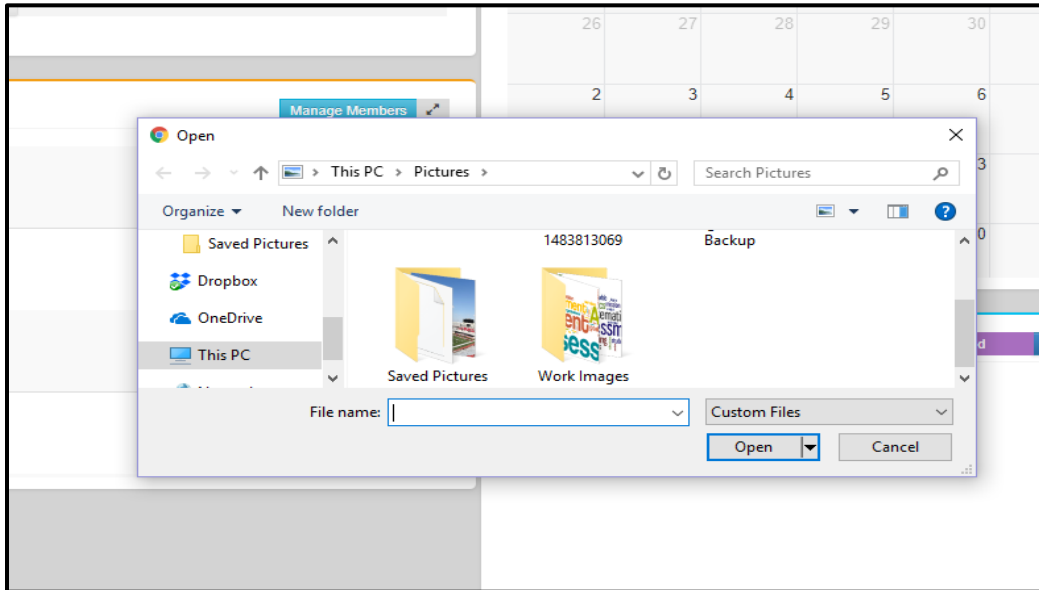 26 27 28 29 30
2 3 4 5 6
Manage Members
Open
This PC > Pictures >
Search Pictures
Organize
New folder
Saved Pictures
1483813069
Backup
Dropbox
OneDrive
This PC
Saved Pictures
Work Images
File name:
Custom Files
Open
Cancel
3
0
d